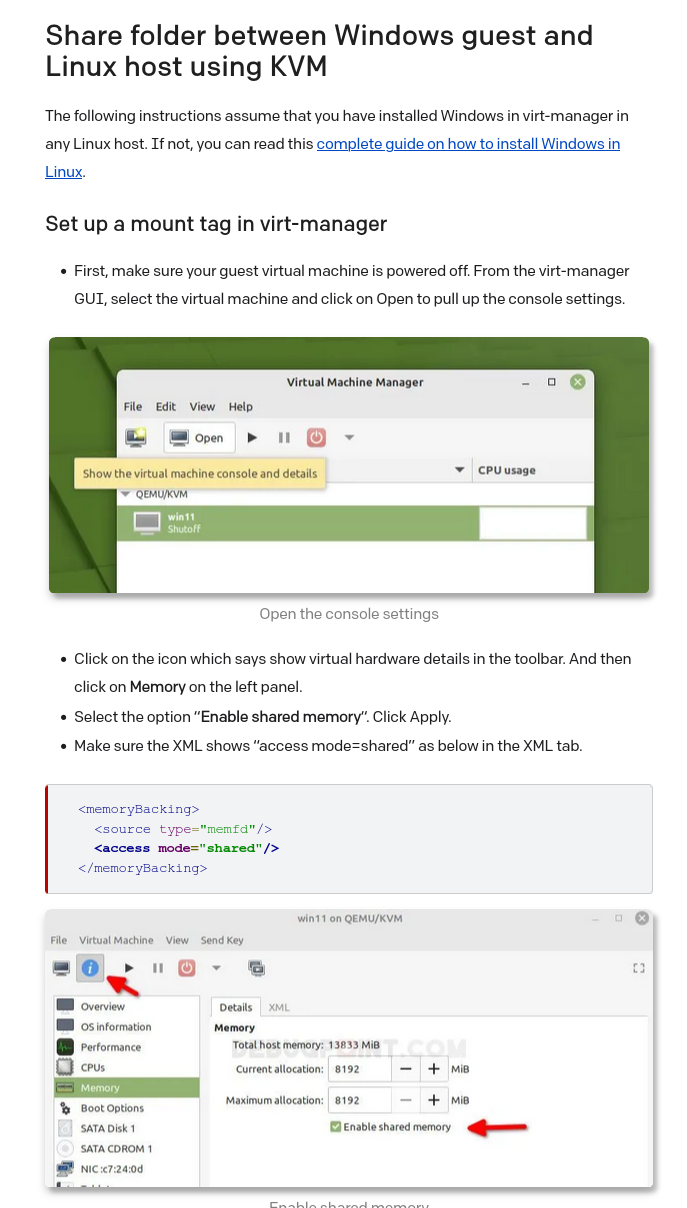 Share folder between Windows guest and
Linux host using KVM
The following instructions assume that you have installed Windows in virt-manager in
any Linux host. If not, you can read this complete guide on how to install Windows in
Linux.
Set up a mount tag in virt-manager
• First, make sure your guest virtual machine is powered off. From the virt-manager
GUI, select the virtual machine and click on Open to pull up the console settings.
Virtual Machine Manager
File Edit View Help
Open
Show the virtual machine console and details
CPU usage
QEMU/KVM
win11
Shutoff
Open the console settings
• Click on the icon which says show virtual hardware details in the toolbar. And then
click on Memory on the left panel.
• Select the option “Enable shared memory”. Click Apply.
• Make sure the XML shows “access mode=shared” as below in the XML tab.
<memoryBacking>
<source type="memfd"/>
<access mode="shared"/>
</memoryBacking>
win11 on QEMU/KVM
File Virtual Machine View Send Key
Overview
OS information
Performance
CPUs
Memory
Boot Options
SATA Disk 1
SATA CDROM 1
NIC :c7:24:0d
Details XML
Memory
DEBUGPOINT.COM
Total host memory: 13833 MiB
Current allocation: 8192 MiB
Maximum allocation: 8192 MiB
Enable shared memory
Enable shared memory